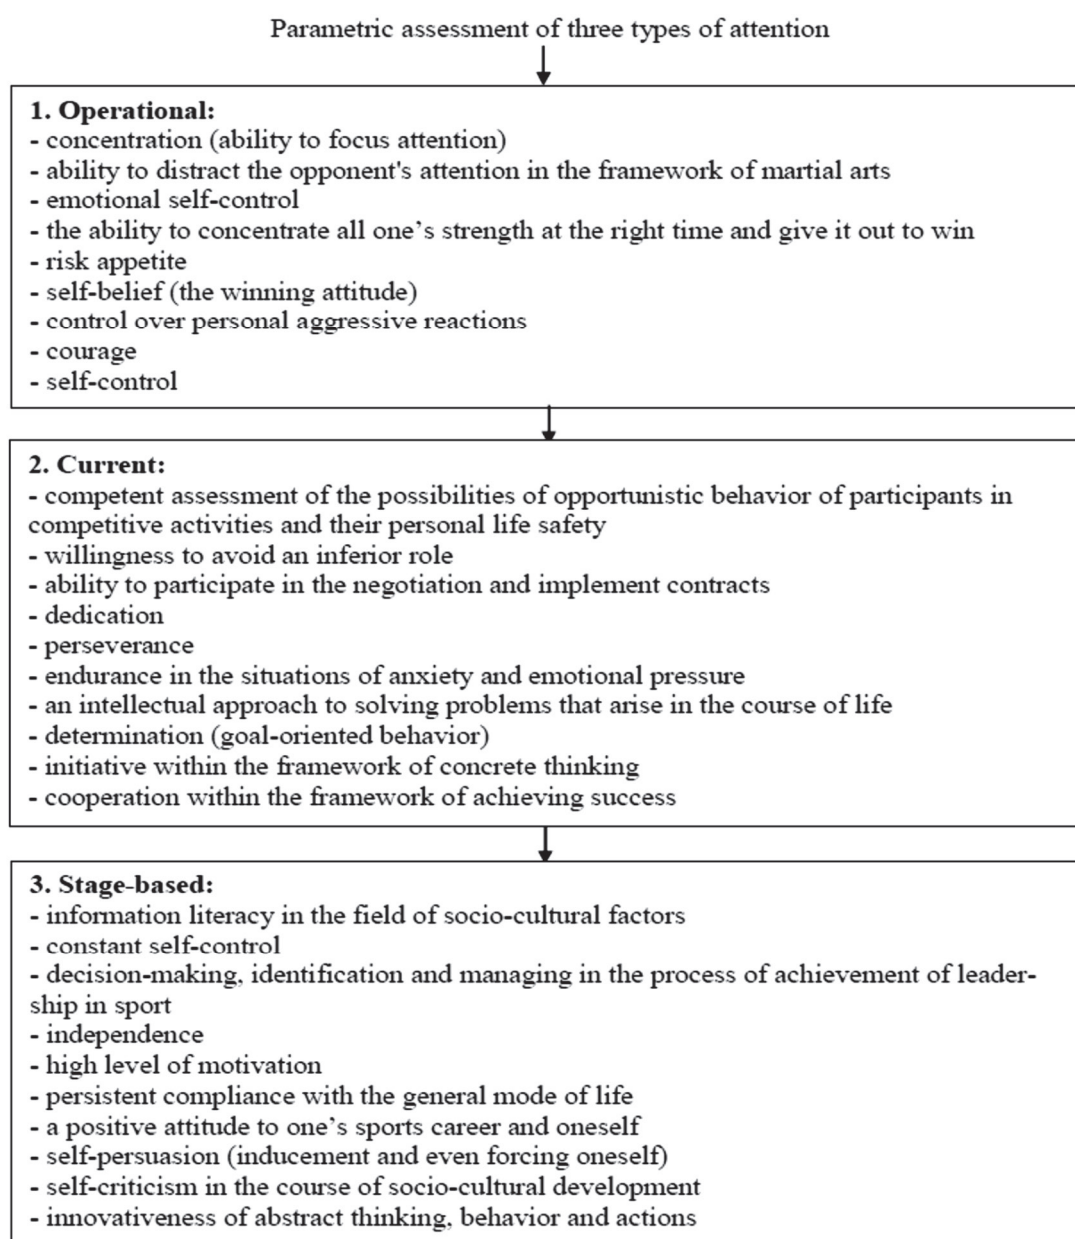 Parametric assessment of three types of attention
1. Operational:
- concentration (ability to focus attention)
- ability to distract the opponent's attention in the framework of martial arts
- emotional self-control
- the ability to concentrate all one’s strength at the right time and give it out to win
- risk appetite
- self-belief (the winning attitude)
- control over personal aggressive reactions
- courage
- self-control
2. Current:
- competent assessment of the possibilities of opportunistic behavior of participants in
competitive activities and their personal life safety
- willingness to avoid an inferior role
- ability to participate in the negotiation and implement contracts
- dedication
- perseverance
- endurance in the situations of anxiety and emotional pressure
- an intellectual approach to solving problems that arise in the course of life
- determination (goal-oriented behavior)
- initiative within the framework of concrete thinking
- cooperation within the framework of achieving success
3. Stage-based:
- information literacy in the field of socio-cultural factors
- constant self-control
- decision-making, identification and managing in the process of achievement of leader-
ship in sport
- independence
- high level of motivation
- persistent compliance with the general mode of life
- a positive attitude to one’s sports career and oneself
- self-persuasion (inducement and even forcing oneself)
- self-criticism in the course of socio-cultural development
- innovativeness of abstract thinking, behavior and actions